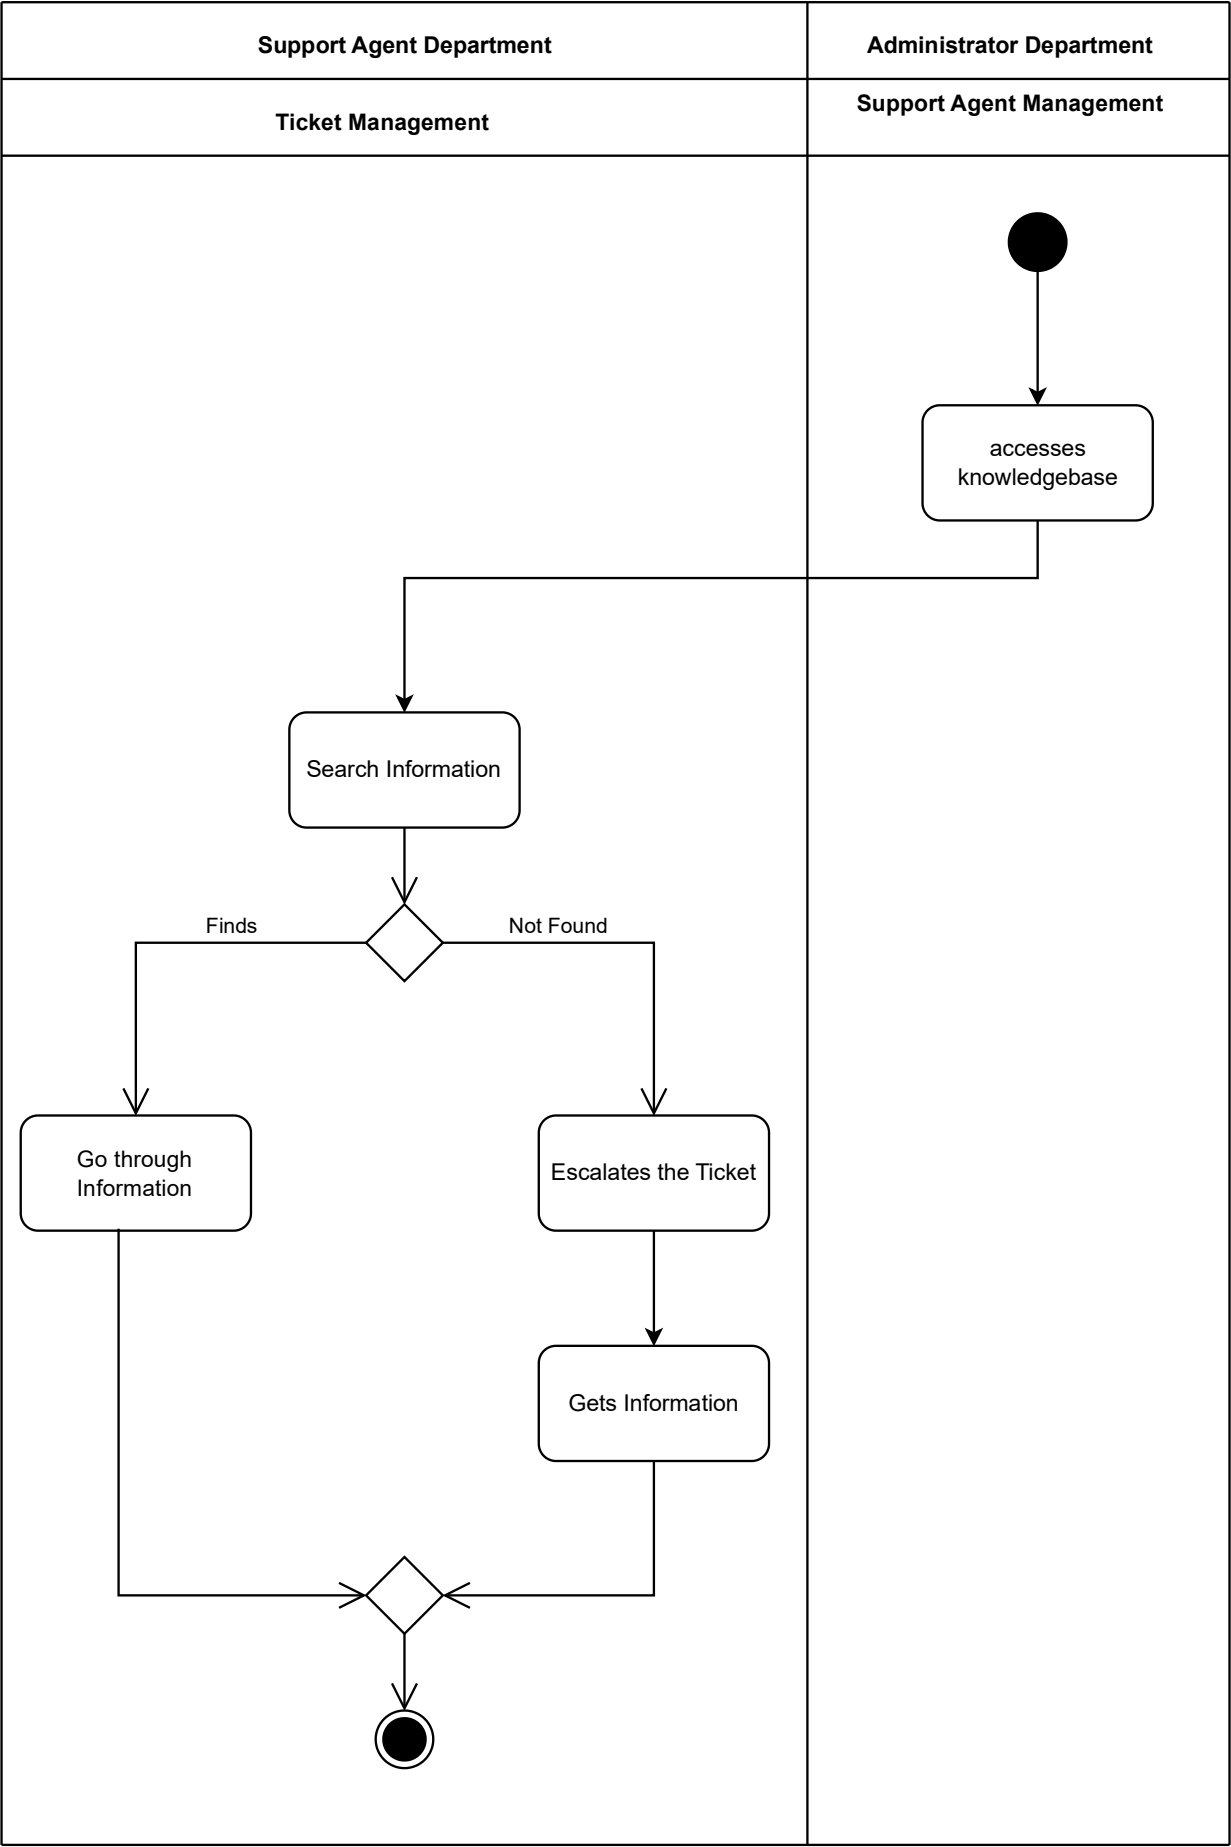 Support Agent Department
Administrator Department
Ticket Management
Support Agent Management
accesses
knowledgebase
Search Information
Finds
Not Found
Go through
Information
Escalates the Ticket
Gets Information